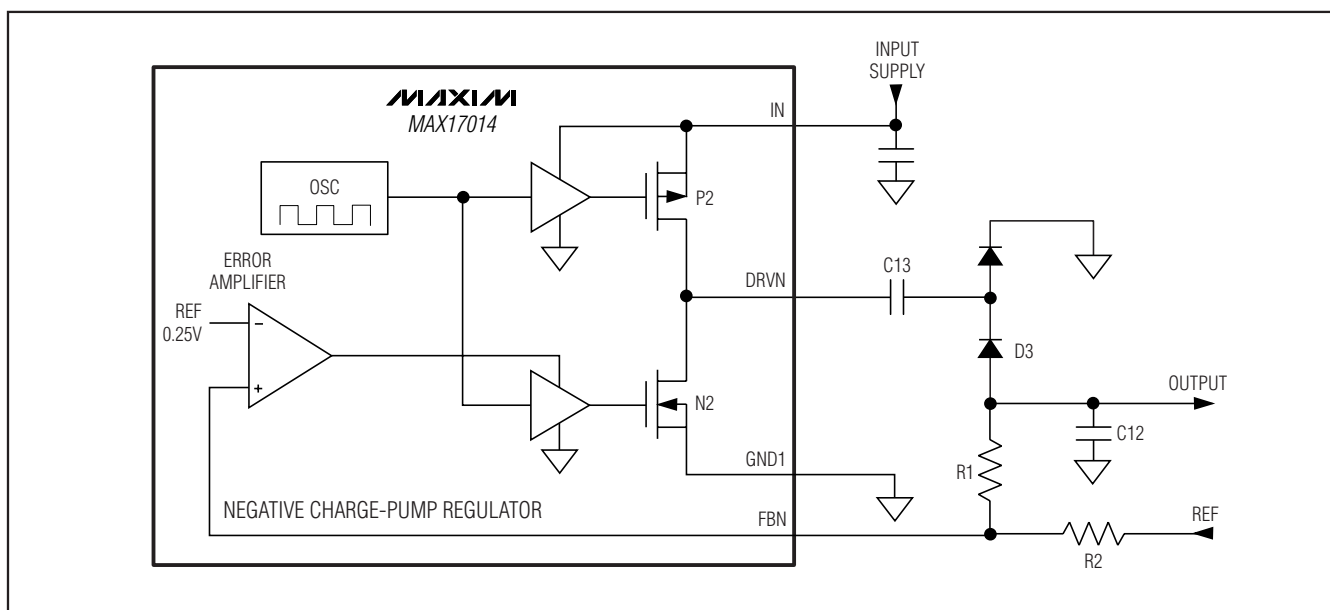 INPUT
SUPPLY
MAXIM
MAX17014
IN
OSC
P2
ERROR
AMPLIFIER
C13
DRVN
REF
0.25V
−
+
D3
OUTPUT
N2
C12
GND1
R1
NEGATIVE CHARGE-PUMP REGULATOR
FBN
REF
R2